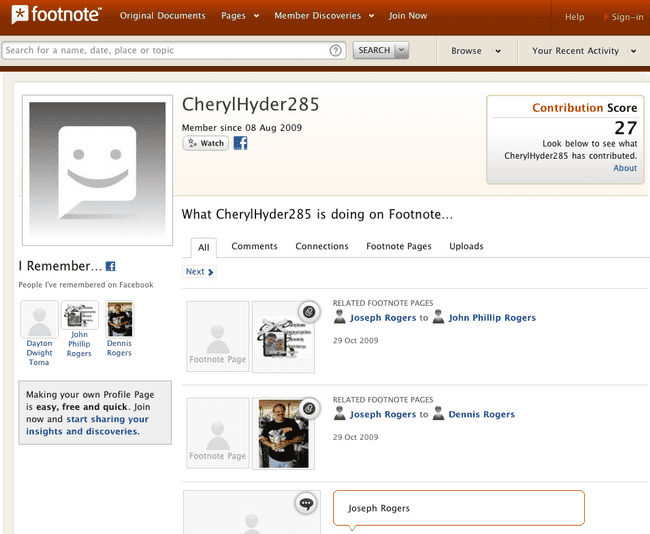 footnote™
Original Documents
Pages
Member Discoveries
Join Now
Help
Sign-in
Search for a name, date, place or topic
?
SEARCH
Browse
Your Recent Activity
CherylHyder285
Member since 08 Aug 2009
Watch
Contribution Score
27
Look below to see what
CherylHyder285 has contributed.
About
What CherylHyder285 is doing on Footnote...
All
Comments
Connections
Footnote Pages
Uploads
Next
I Remember...
People I've remembered on Facebook
Dayton
Dwight
Toma
John
Phillip
Rogers
Dennis
Rogers
Making your own Profile Page
is easy, free and quick. Join
now and start sharing your
insights and discoveries.
Footnote Page
RELATED FOOTNOTE PAGES
Joseph Rogers to John Phillip Rogers
29 Oct 2009
Footnote Page
RELATED FOOTNOTE PAGES
Joseph Rogers to Dennis Rogers
29 Oct 2009
Joseph Rogers